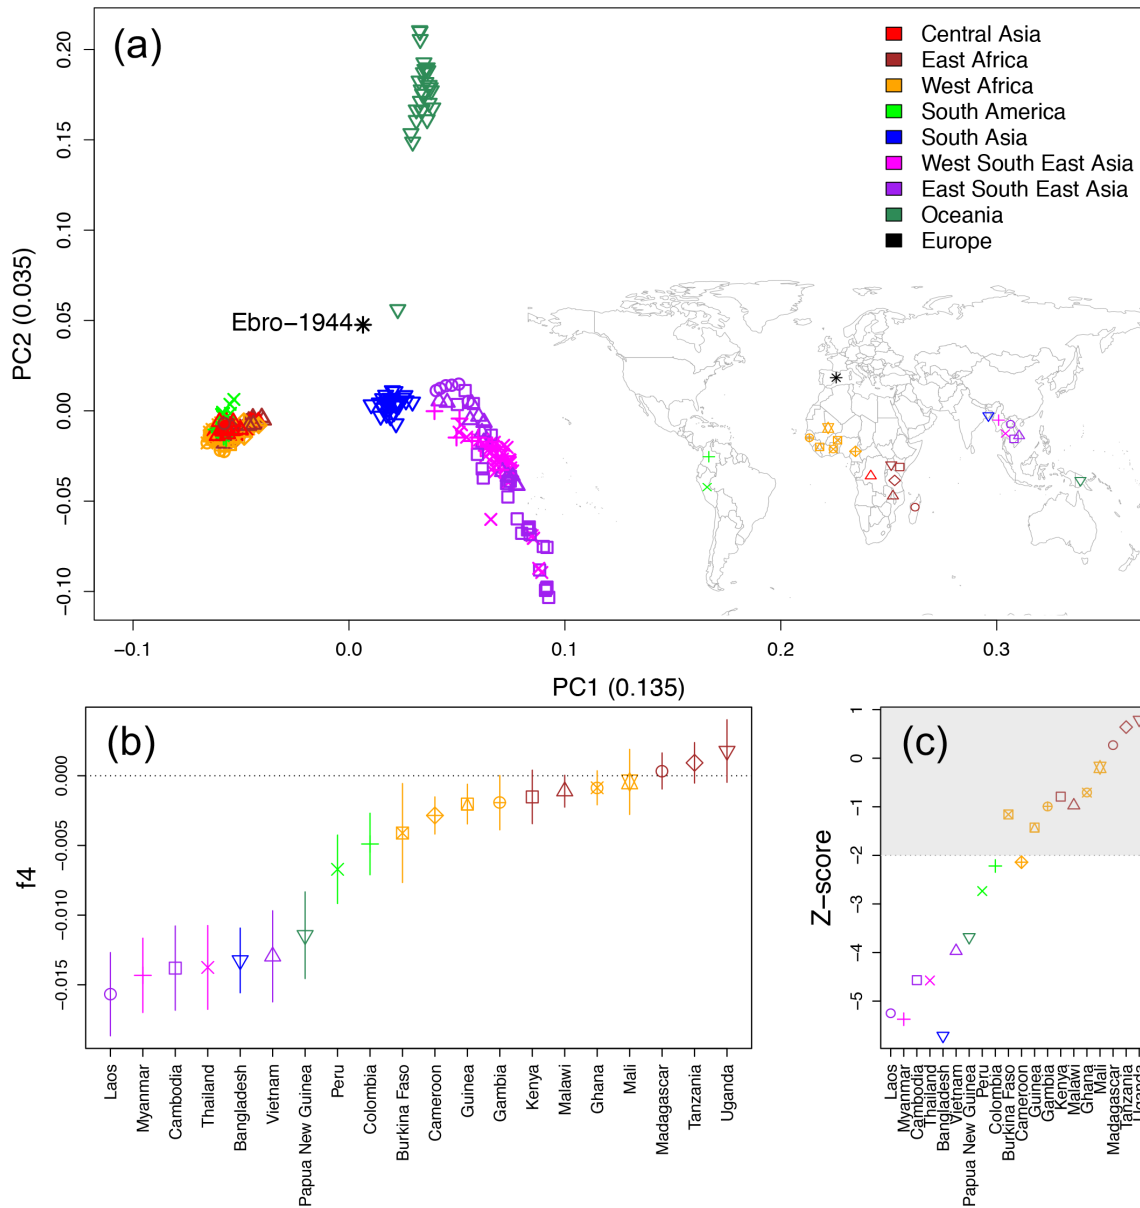 (a)
Central Asia
East Africa
West Africa
South America
South Asia
West South East Asia
East South East Asia
Oceania
Europe
PC2 (0.035)
0.20
0.15
0.10
0.05
0.00
−0.05
−0.10
Ebro−1944
−0.1
0.0
0.1
0.2
0.3
PC1 (0.135)
(b)
f4
0.000
−0.005
−0.010
−0.015
Laos
Myanmar
Cambodia
Thailand
Bangladesh
Vietnam
Papua New Guinea
Peru
Colombia
Burkina Faso
Cameroon
Guinea
Gambia
Kenya
Malawi
Ghana
Mali
Madagascar
Tanzania
Uganda
(c)
Z−score
1
0
−1
−2
−3
−4
−5
Laos
Myanmar
Cambodia
Thailand
Bangladesh
Vietnam
Papua New Guinea
Peru
Colombia
Burkina Faso
Cameroon
Guinea
Gambia
Kenya
Malawi
Ghana
Mali
Madagascar
Tanzania